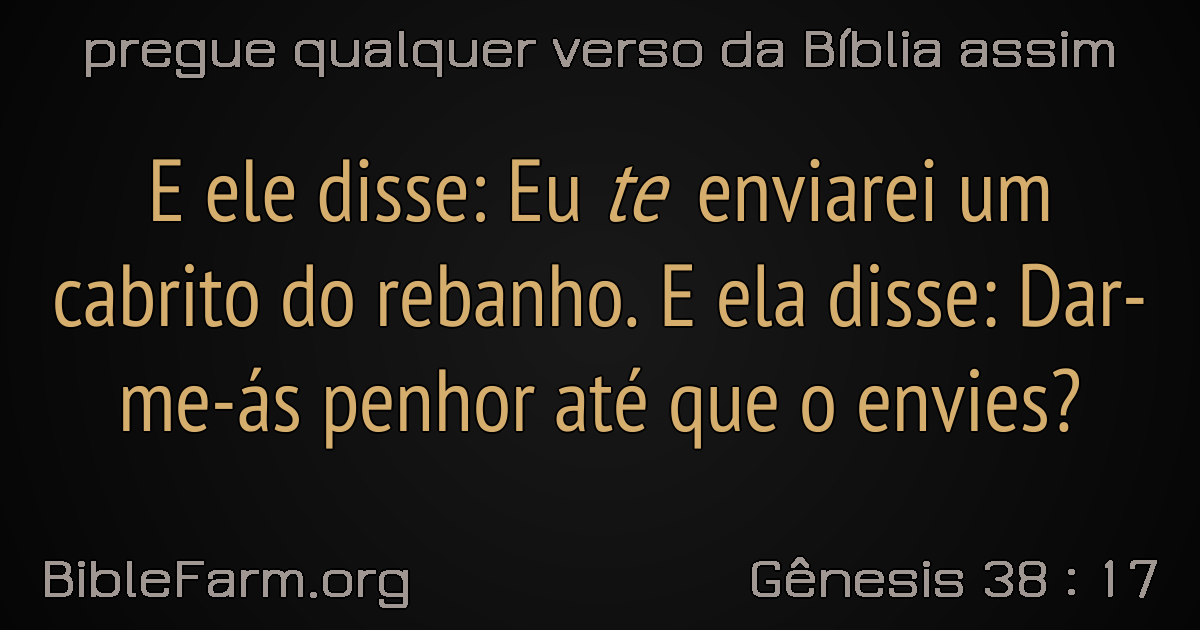 pregue qualquer verso da Bíblia assim
E ele disse: Eu te enviarei um
cabrito do rebanho. E ela disse: Dar-
me-ás penhor até que o envies?
BibleFarm.org
Gênesis 38 : 17